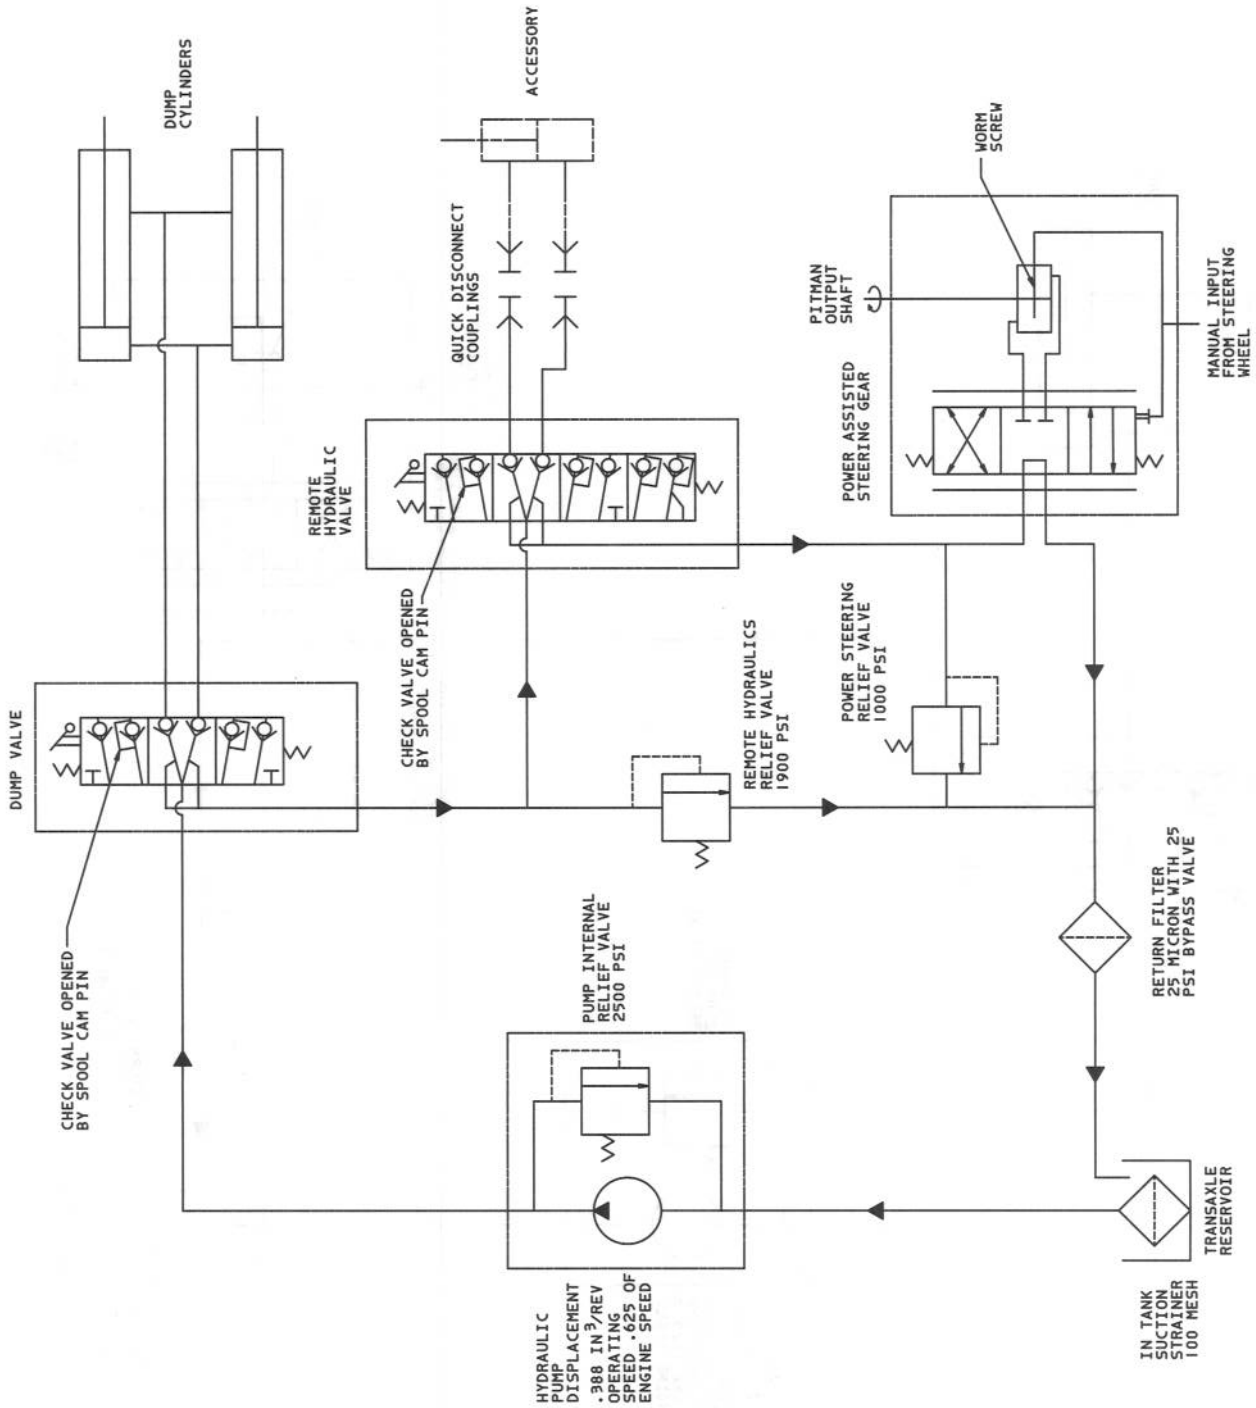 DUMP
CYLINDERS
ACCESSORY
QUICK DISCONNECT
COUPLINGS
WORM
SCREW
PITMAN
OUTPUT
SHAFT
MANUAL INPUT
FROM STEERING
WHEEL
POWER ASSISTED
STEERING GEAR
REMOTE
HYDRAULIC
VALVE
DUMP VALVE
CHECK VALVE OPENED
BY SPOOL CAM PIN
REMOTE HYDRAULICS
RELIEF VALVE
1900 PSI
POWER STEERING
RELIEF VALVE
1000 PSI
CHECK VALVE OPENED
BY SPOOL CAM PIN
PUMP INTERNAL
RELIEF VALVE
2500 PSI
RETURN FILTER
25 MICRON WITH 25
PSI BYPASS VALVE
HYDRAULIC
PUMP
DISPLACEMENT
.388 IN³/REV
OPERATING
SPEED .625 OF
ENGINE SPEED
TRANSAXLE
RESERVOIR
IN TANK
SUCTION
STRAINER
100 MESH